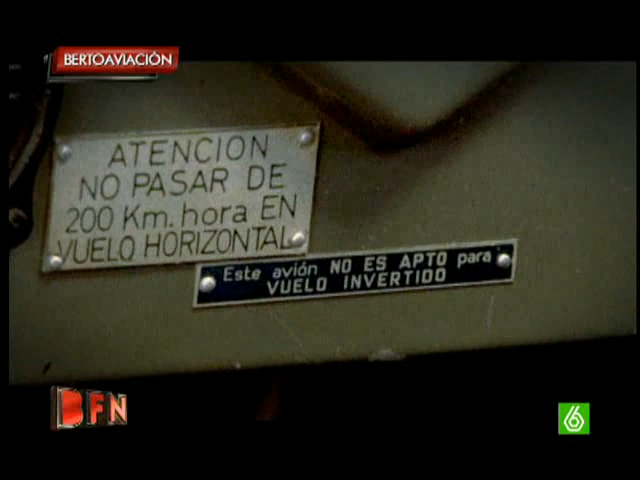 BERTOAVIACIÓN
ATENCION
NO PASAR DE
200 Km. hora EN
VUELO HORIZONTAL
Este avión NO ES APTO para
VUELO INVERTIDO
BFN
6